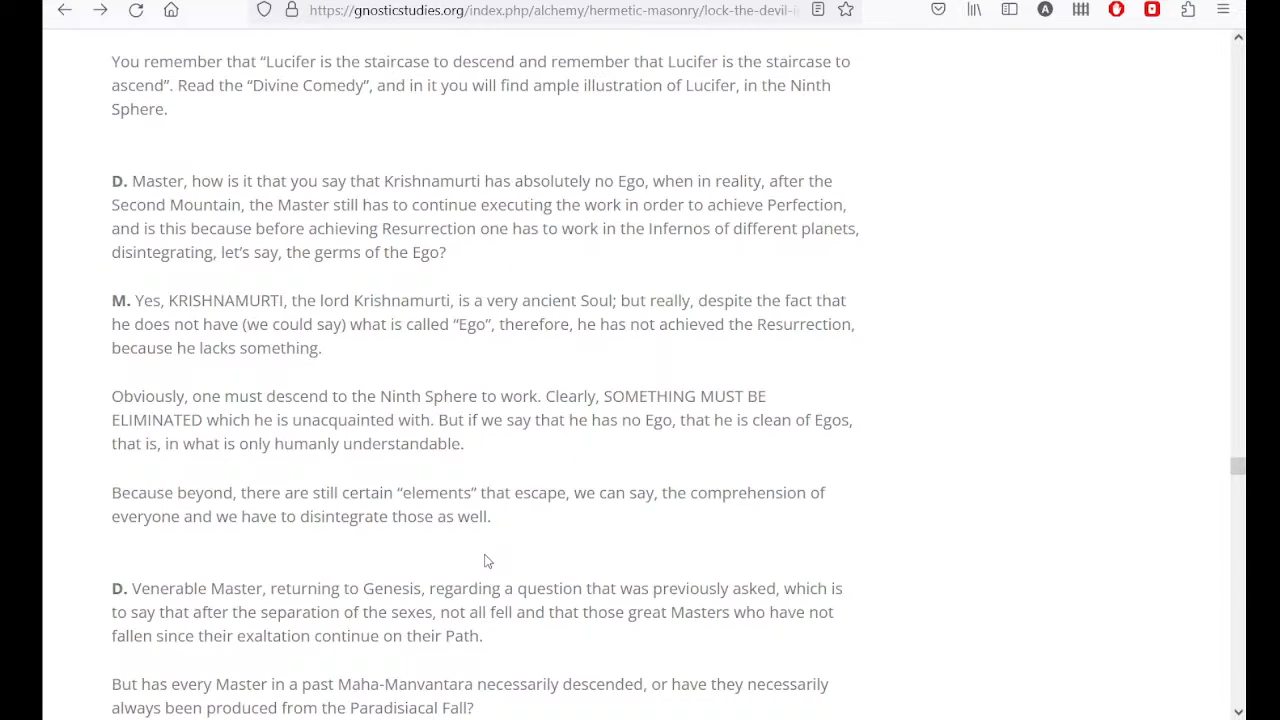 https://gnosticstudies.org/index.php/alchemy/hermetic-masonry/lock-the-devil-i
You remember that “Lucifer is the staircase to descend and remember that Lucifer is the staircase to
ascend”. Read the “Divine Comedy”, and in it you will find ample illustration of Lucifer, in the Ninth
Sphere.
D. Master, how is it that you say that Krishnamurti has absolutely no Ego, when in reality, after the
Second Mountain, the Master still has to continue executing the work in order to achieve Perfection,
and is this because before achieving Resurrection one has to work in the Infernos of different planets,
disintegrating, let’s say, the germs of the Ego?
M. Yes, KRISHNAMURTI, the lord Krishnamurti, is a very ancient Soul; but really, despite the fact that
he does not have (we could say) what is called “Ego”, therefore, he has not achieved the Resurrection,
because he lacks something.
Obviously, one must descend to the Ninth Sphere to work. Clearly, SOMETHING MUST BE
ELIMINATED which he is unacquainted with. But if we say that he has no Ego, that he is clean of Egos,
that is, in what is only humanly understandable.
Because beyond, there are still certain “elements” that escape, we can say, the comprehension of
everyone and we have to disintegrate those as well.
D. Venerable Master, returning to Genesis, regarding a question that was previously asked, which is
to say that after the separation of the sexes, not all fell and that those great Masters who have not
fallen since their exaltation continue on their Path.
But has every Master in a past Maha-Manvantara necessarily descended, or have they necessarily
always been produced from the Paradisiacal Fall?